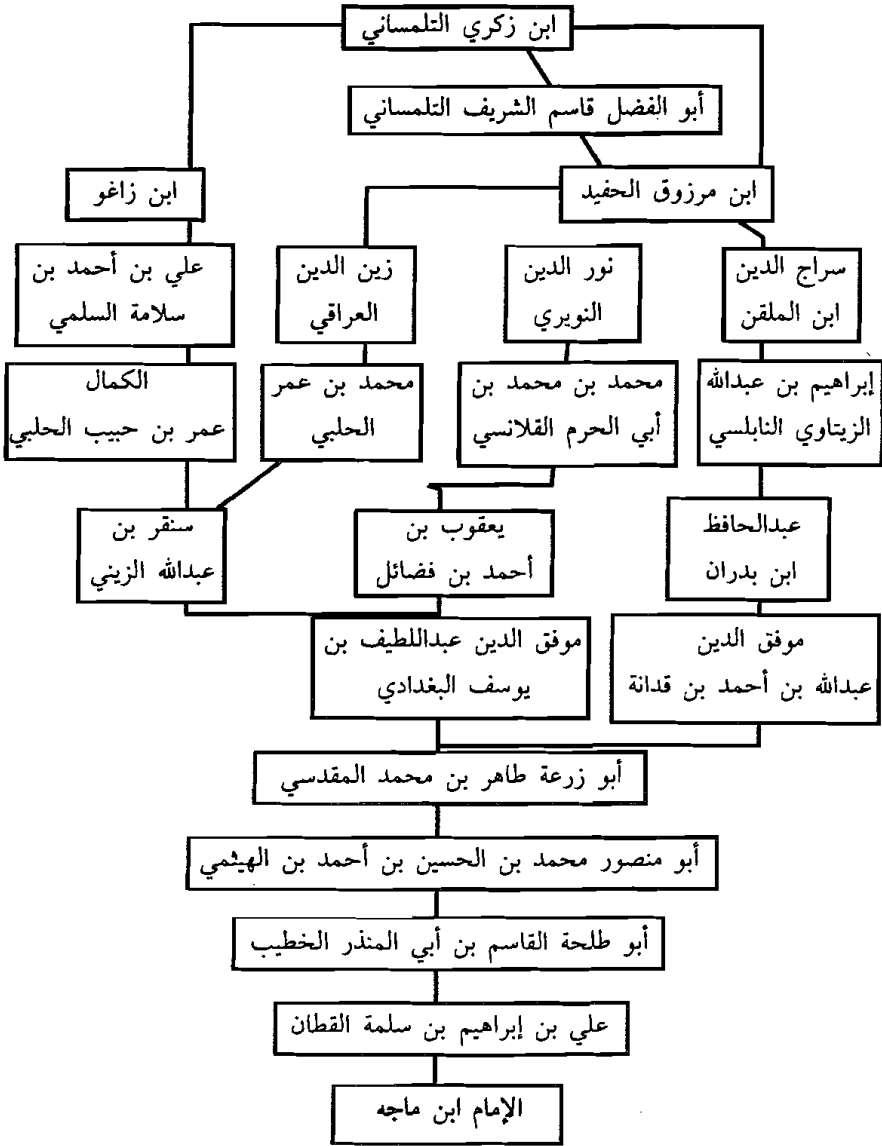 ابن زكري التلمساني
أبو الفضل قاسم الشريف التلمساني
ابن مرزوق الحفيد
ابن زاغو
سراج الدين
ابن الملقن
نور الدين
النويري
زين الدين
العراقي
علي بن أحمد بن
سلامة السلمي
إبراهيم بن عبدالله
الزيتاوي النابلسي
محمد بن محمد بن
أبي الحرم القلانسي
محمد بن عمر
الحلبي
الكمال
عمر بن حبيب الحلبي
عبدالحافظ
ابن بدران
يعقوب بن
أحمد بن فضائل
سنقر بن
عبدالله الزيني
موفق الدين
عبدالله بن أحمد بن قدانة
موفق الدين عبداللطيف بن
يوسف البغدادي
أبو زرعة طاهر بن محمد المقدسي
أبو منصور محمد بن الحسين بن أحمد بن الهيثمي
أبو طلحة القاسم بن أبي المنذر الخطيب
علي بن إبراهيم بن سلمة القطان
الإمام ابن ماجه